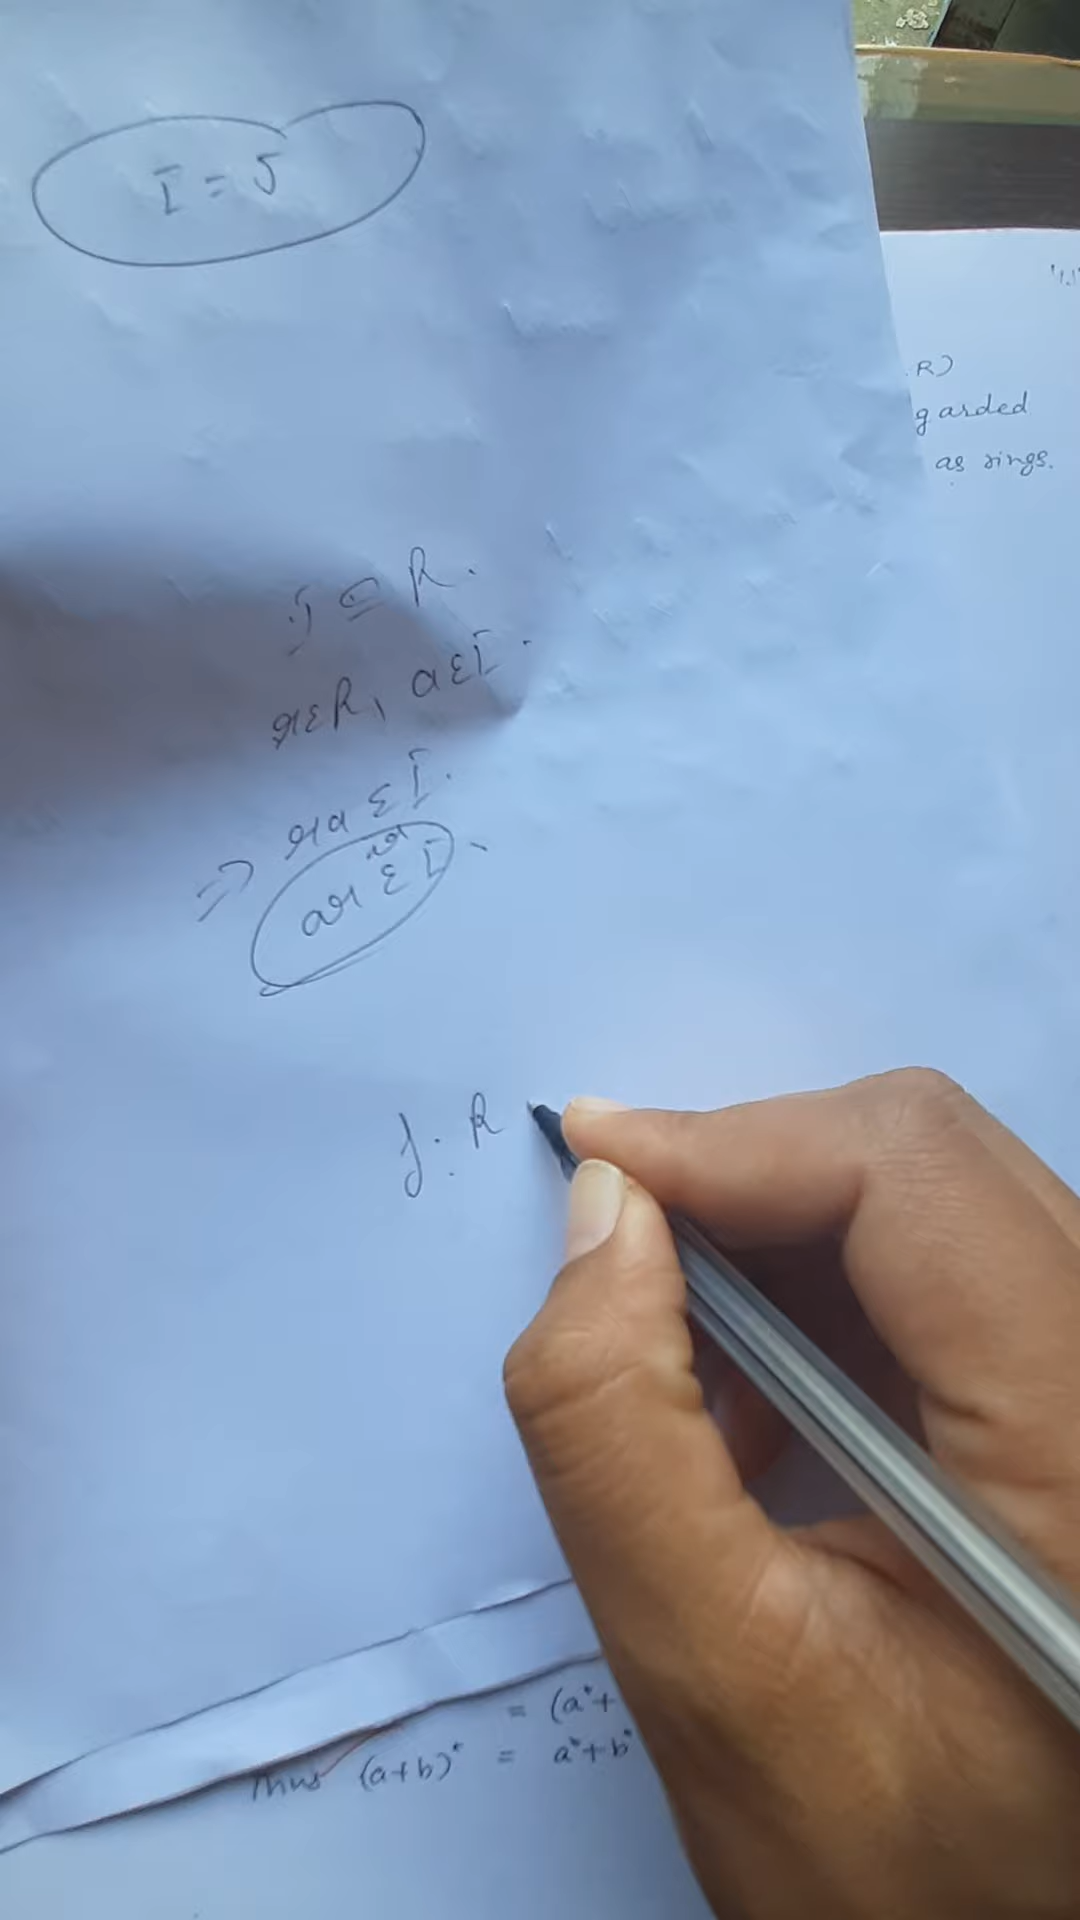 I = J
R)
garded
as rings.
I ⊆ R.
r∈R, a∈I.
⇒ ra ∈ I.
ar ∈ I.
f: R
= (a*+
Thus (a+b)* = a*+b*